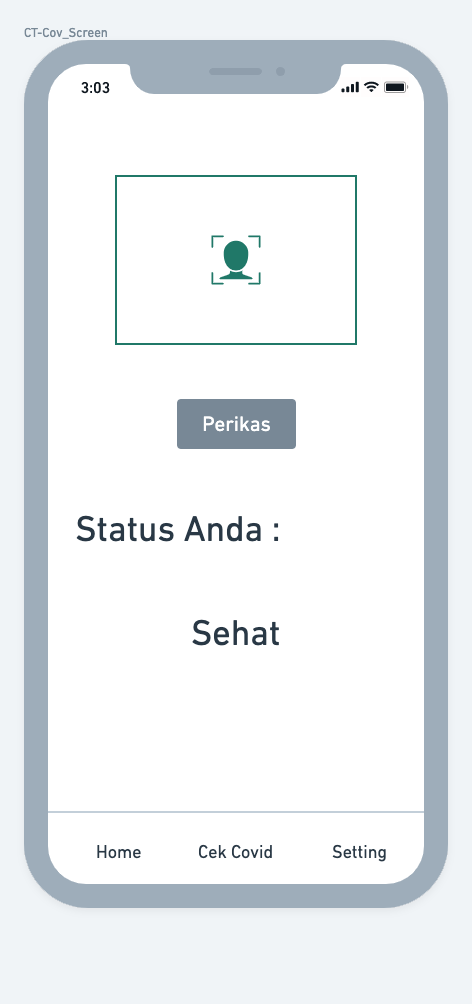 CT-Cov_Screen
3:03
Perikas
Status Anda :
Sehat
Home Cek Covid Setting